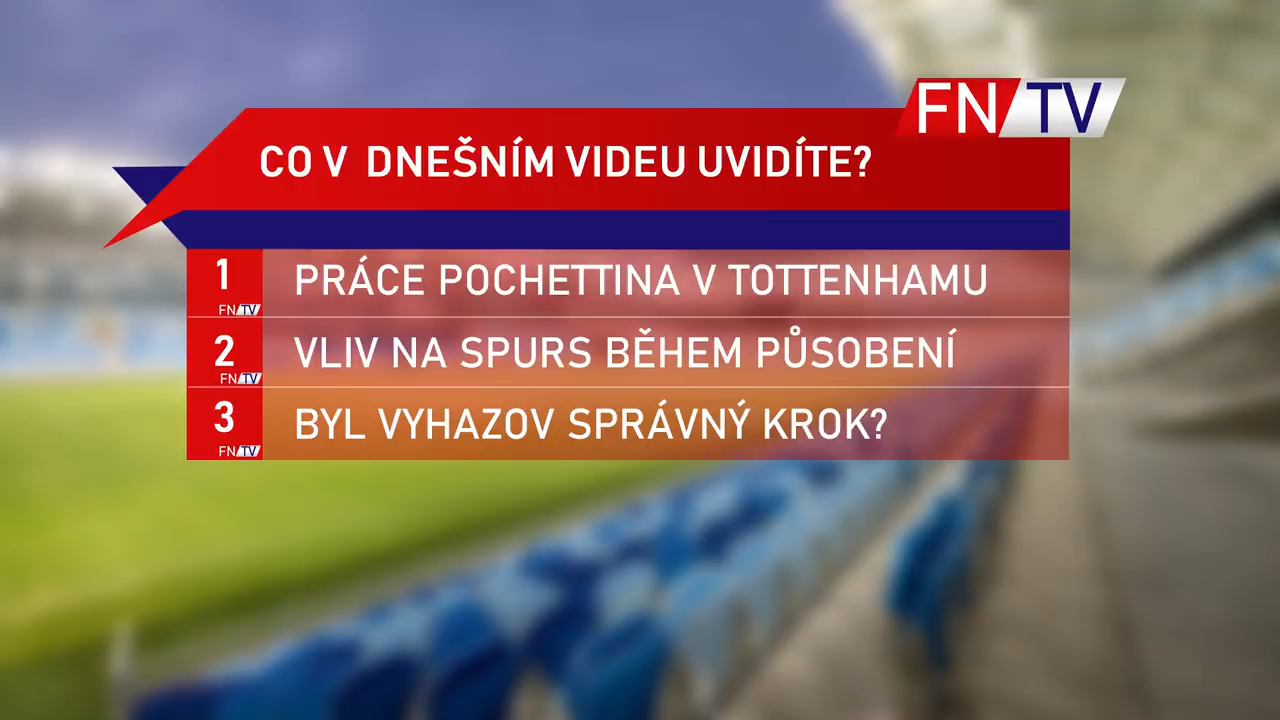 FN/TV
CO V DNEŠNÍM VIDEU UVIDÍTE?
1 PRÁCE POCHETTINA V TOTTENHAMU
FN/TV
2 VLIV NA SPURS BĚHEM PŮSOBENÍ
FN/TV
3 BYL VYHAZOV SPRÁVNÝ KROK?
FN/TV